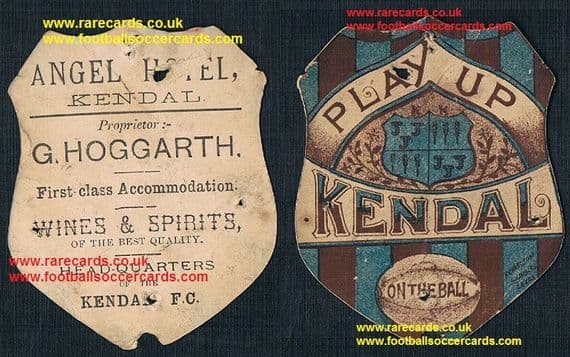 www.rarecards.co.uk
www.footballsoccercards.com
ANGEL HOTEL,
KENDAL.
Proprietor :-
G. HOGGARTH.
First-class Accommodation.
WINES & SPIRITS,
OF THE BEST QUALITY.
www.rarecards.co.uk
www.footballsoccercards.com
HEAD-QUARTERS
OF THE
KENDAL F.C.
www.rarecards.co.uk
www.footballsoccercards.com
PLAY UP
KENDAL
ON THE BALL
www.rarecards.co.uk
www.footballsoccercards.com